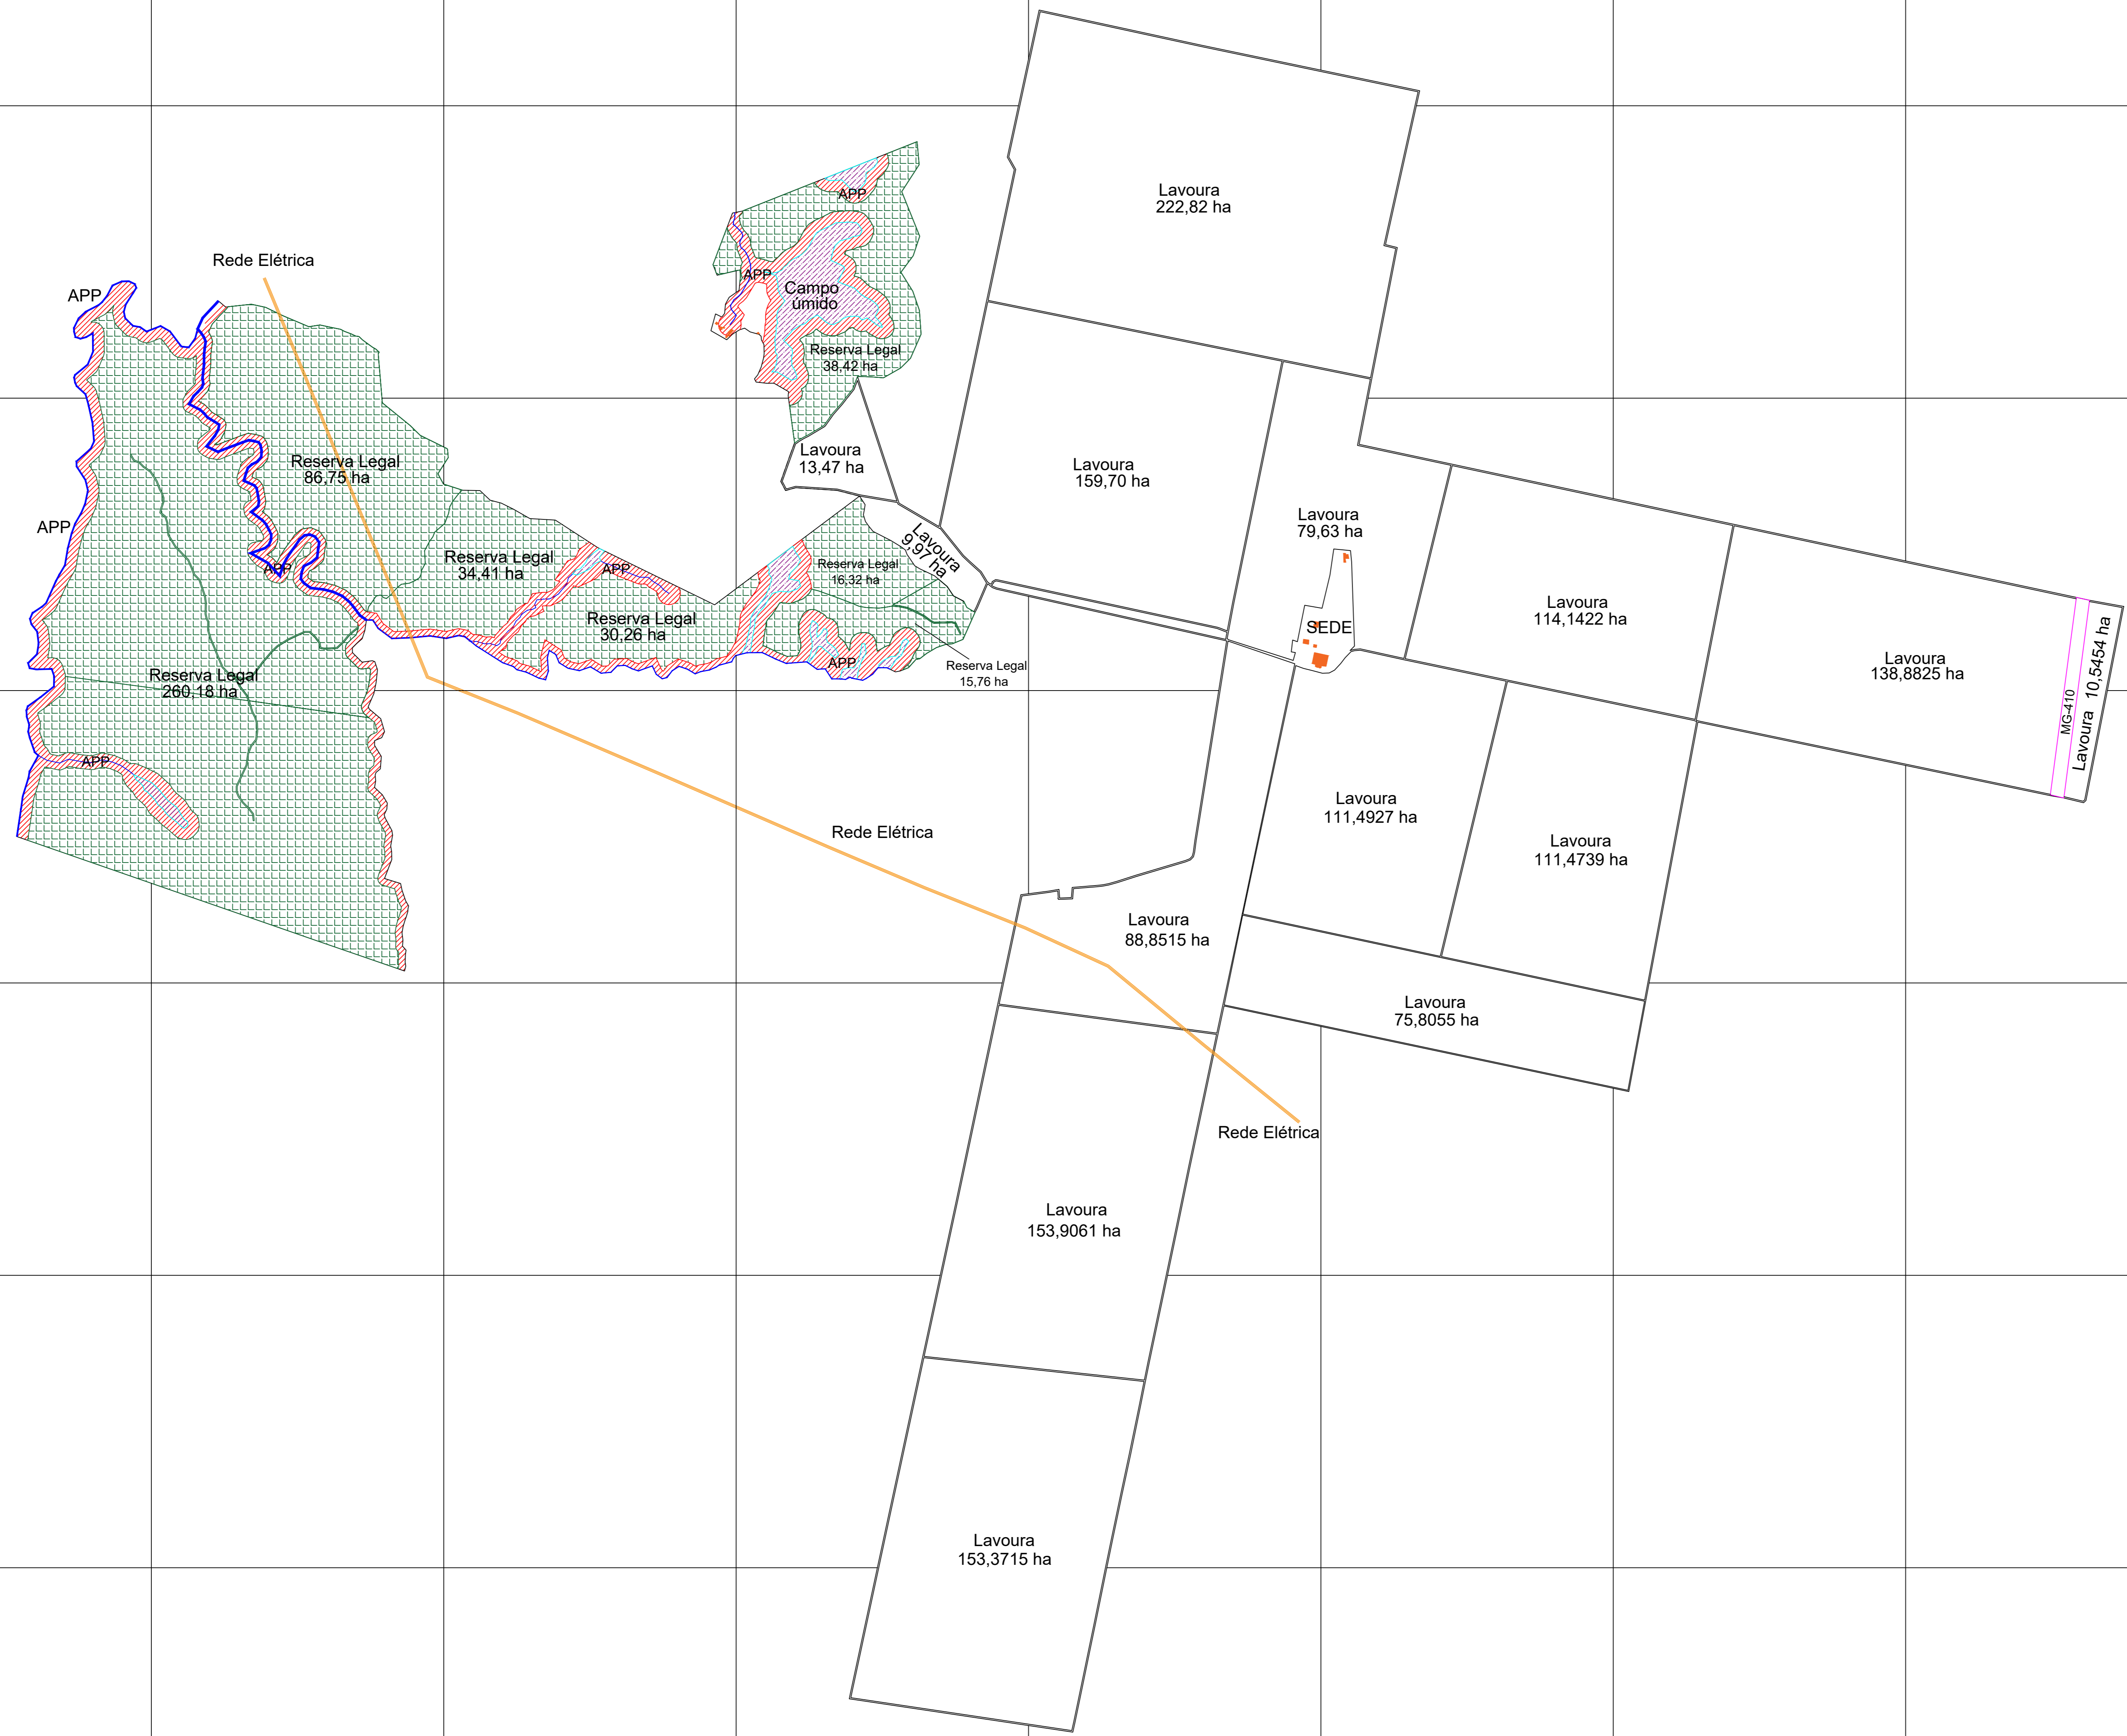 Lavoura
222,82 ha
APP
Rede Elétrica
APP
APP
Campo
úmido
Reserva Legal
38,42 ha
Lavoura
13,47 ha
Reserva Legal
86,75 ha
Lavoura
159,70 ha
Lavoura
79,63 ha
APP
Lavoura
9,97 ha
Reserva Legal
34,41 ha
APP
APP
Reserva Legal
16,32 ha
Reserva Legal
30,26 ha
Lavoura
114,1422 ha
SEDE
APP
Reserva Legal
15,76 ha
Lavoura
138,8825 ha
MG-410
Lavoura 10,5454 ha
Reserva Legal
260,18 ha
APP
Lavoura
111,4927 ha
Rede Elétrica
Lavoura
111,4739 ha
Lavoura
88,8515 ha
Lavoura
75,8055 ha
Rede Elétrica
Lavoura
153,9061 ha
Lavoura
153,3715 ha